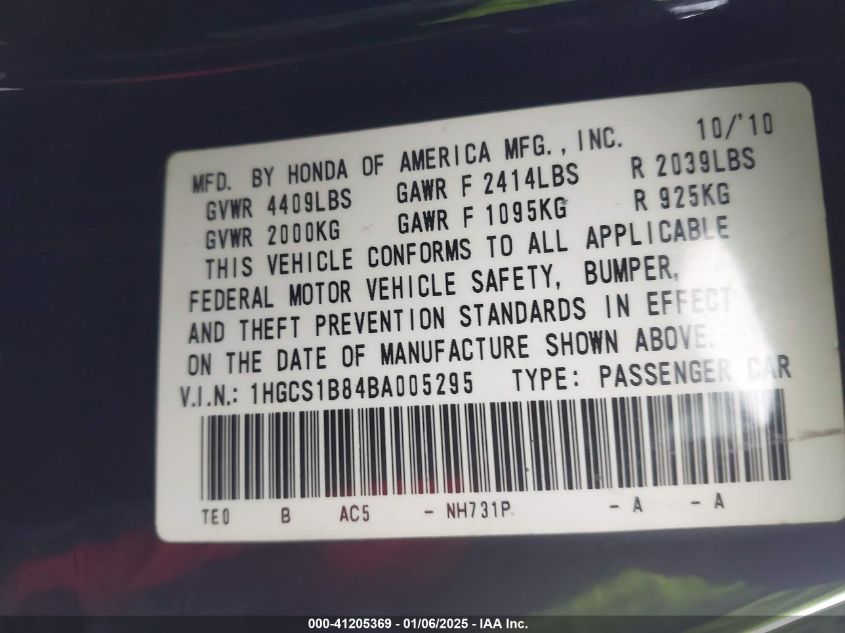 MFD. BY HONDA OF AMERICA MFG., INC. 10/'10
GVWR 4409LBS GAWR F 2414LBS R 2039LBS
GVWR 2000KG GAWR F 1095KG R 925KG
THIS VEHICLE CONFORMS TO ALL APPLICABLE
FEDERAL MOTOR VEHICLE SAFETY, BUMPER,
AND THEFT PREVENTION STANDARDS IN EFFECT
ON THE DATE OF MANUFACTURE SHOWN ABOVE.
V.I.N.: 1HGCS1B84BA005295 TYPE: PASSENGER CAR
TE0 B AC5 - NH731P - A - A
000-41205369 | 01/06/2025 - IAA Inc.